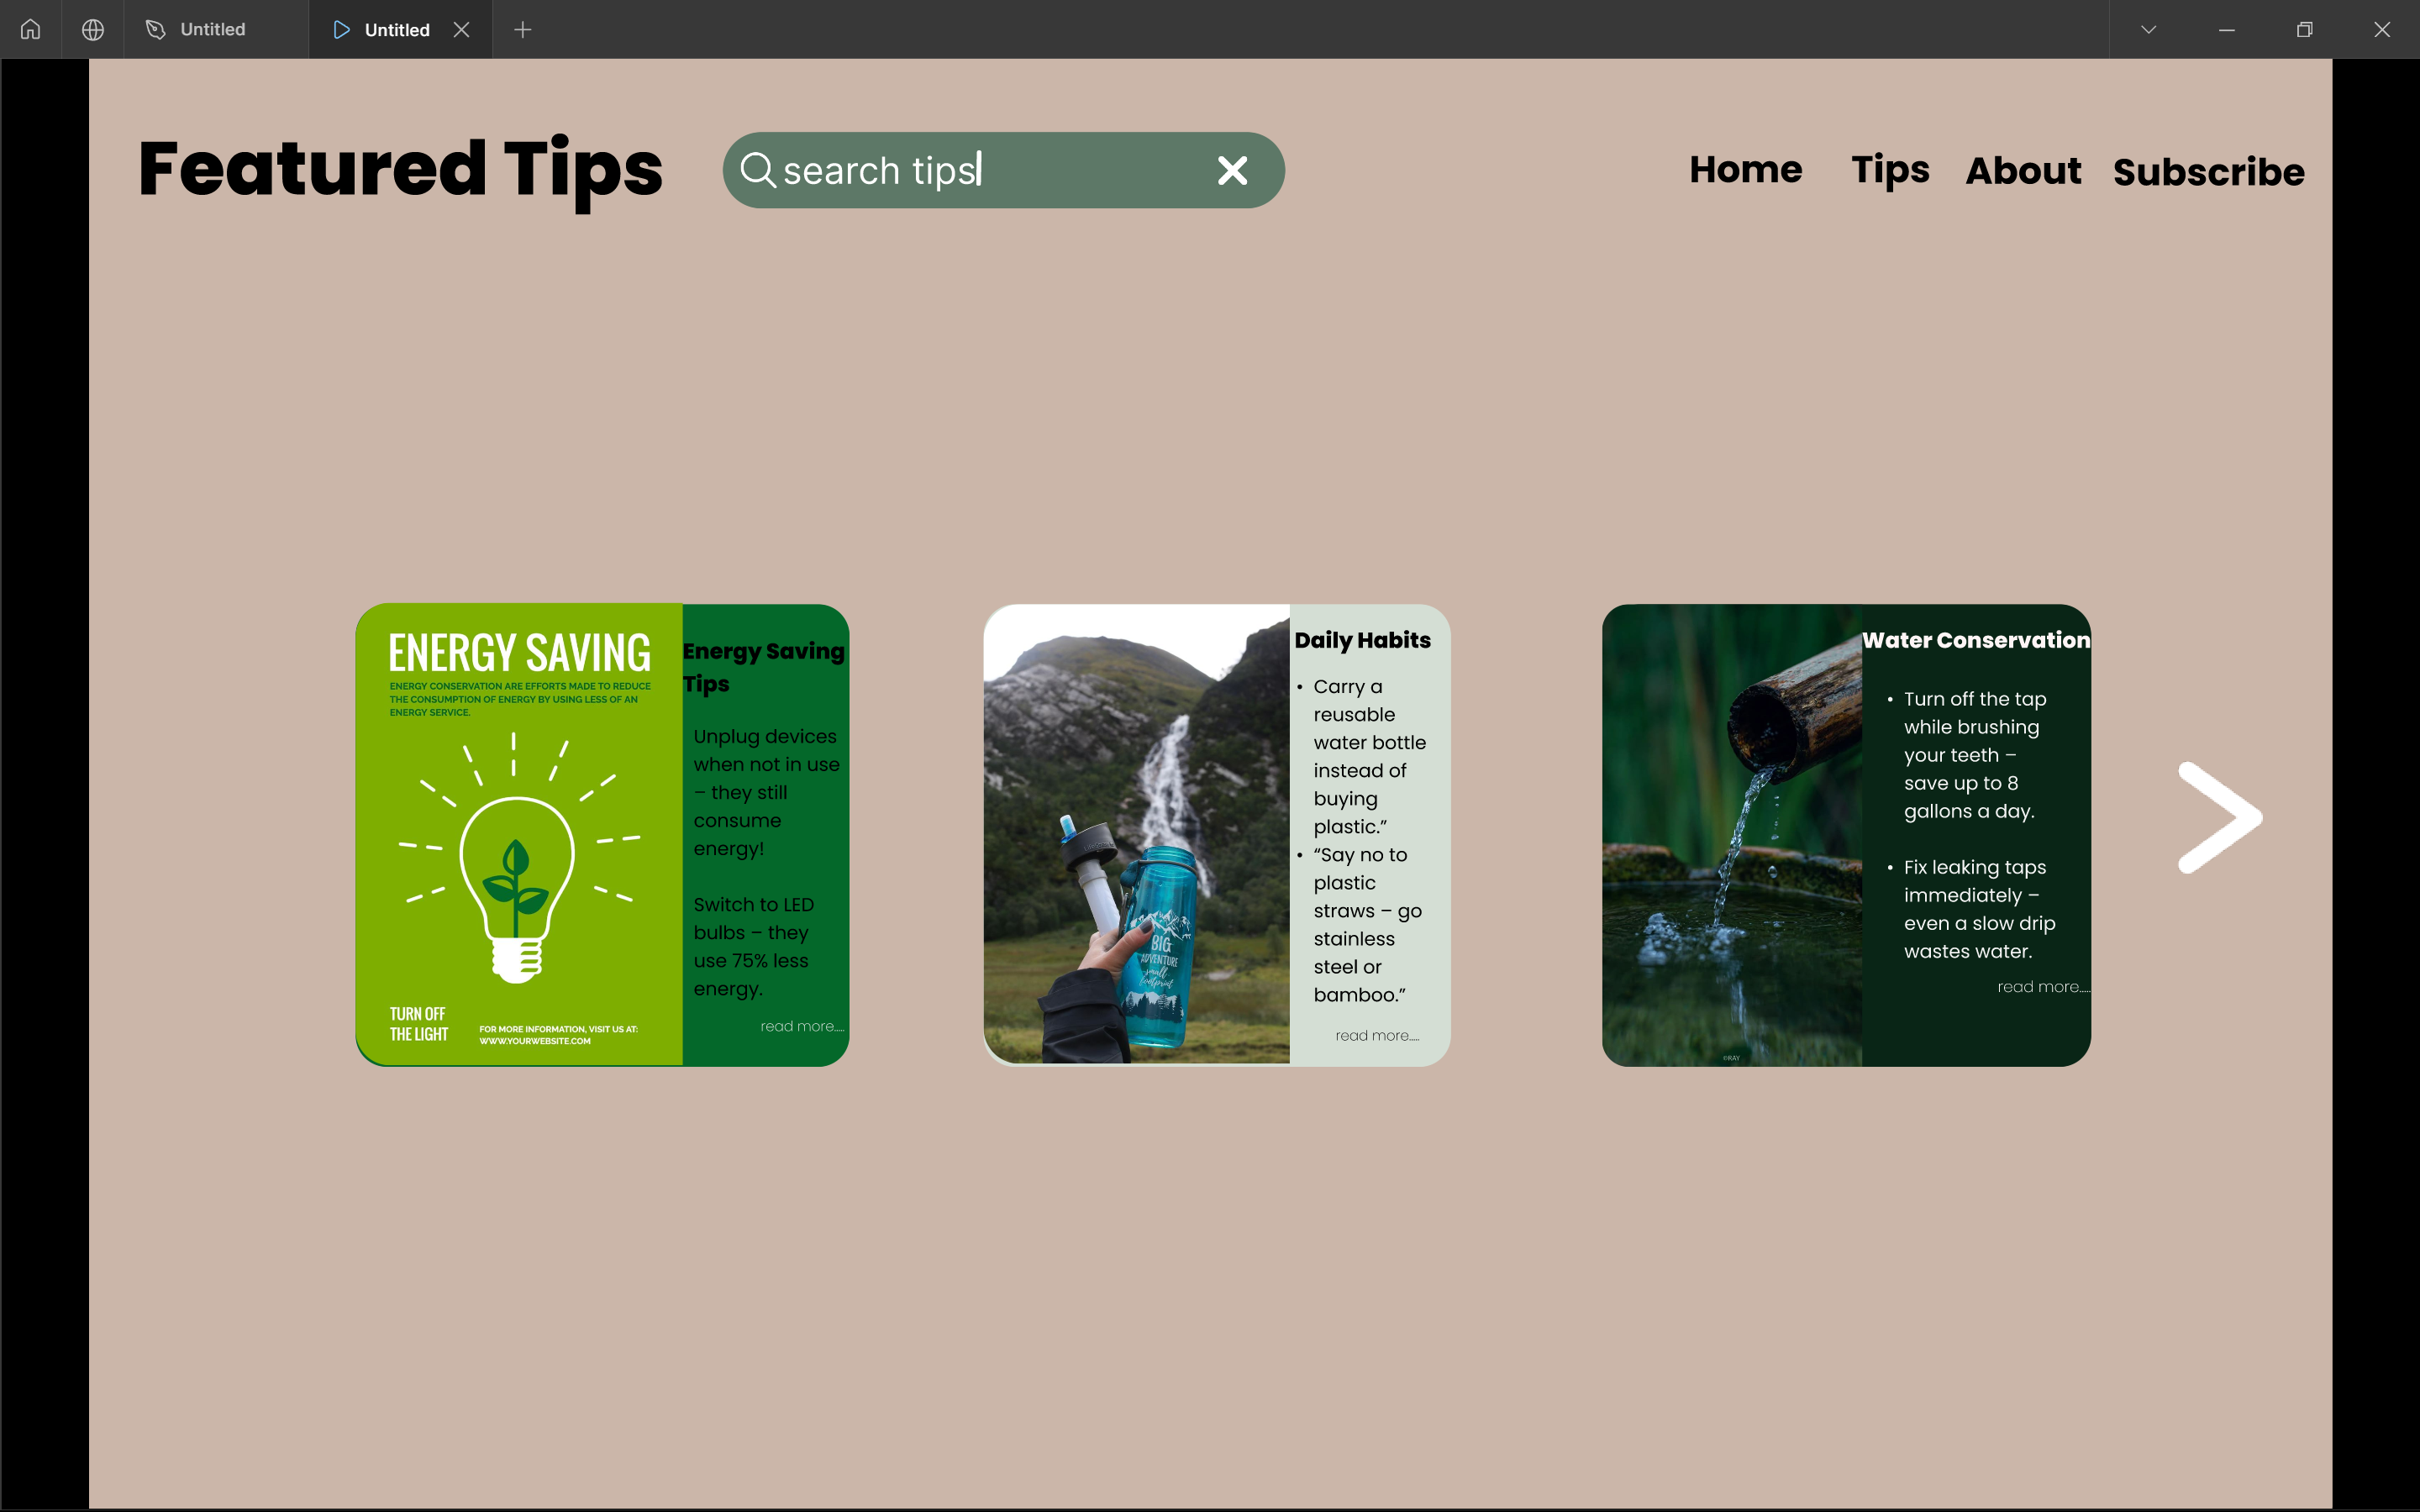 Untitled
Untitled
Featured Tips
search tips
Home
Tips
About
Subscribe
ENERGY SAVING
ENERGY CONSERVATION ARE EFFORTS MADE TO REDUCE
THE CONSUMPTION OF ENERGY BY USING LESS OF AN
ENERGY SERVICE.
TURN OFF
THE LIGHT
FOR MORE INFORMATION, VISIT US AT:
WWW.YOURWEBSITE.COM
Energy Saving
Tips
Unplug devices
when not in use
– they still
consume
energy!
Switch to LED
bulbs – they
use 75% less
energy.
read more.....
BIG
ADVENTURE
small
footprint
Daily Habits
• Carry a
reusable
water bottle
instead of
buying
plastic.”
• “Say no to
plastic
straws – go
stainless
steel or
bamboo.”
read more.....
©RAY
Water Conservation
• Turn off the tap
while brushing
your teeth –
save up to 8
gallons a day.
• Fix leaking taps
immediately –
even a slow drip
wastes water.
read more.....